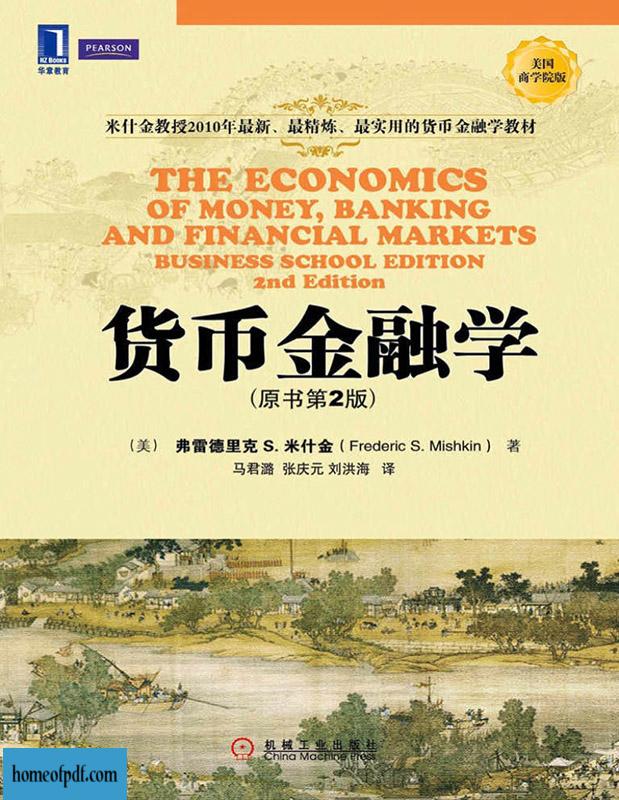 HZ Books
华章教育
PEARSON
美国
商学院版
米什金教授2010年最新、最精炼、最实用的货币金融学教材
THE ECONOMICS
OF MONEY, BANKING
AND FINANCIAL MARKETS
BUSINESS SCHOOL EDITION
2nd Edition
货币金融学
(原书第2版)
(美) 弗雷德里克 S. 米什金(Frederic S. Mishkin) 著
马君潞 张庆元 刘洪海 译
机械工业出版社
China Machine Press
homeofpdf.com